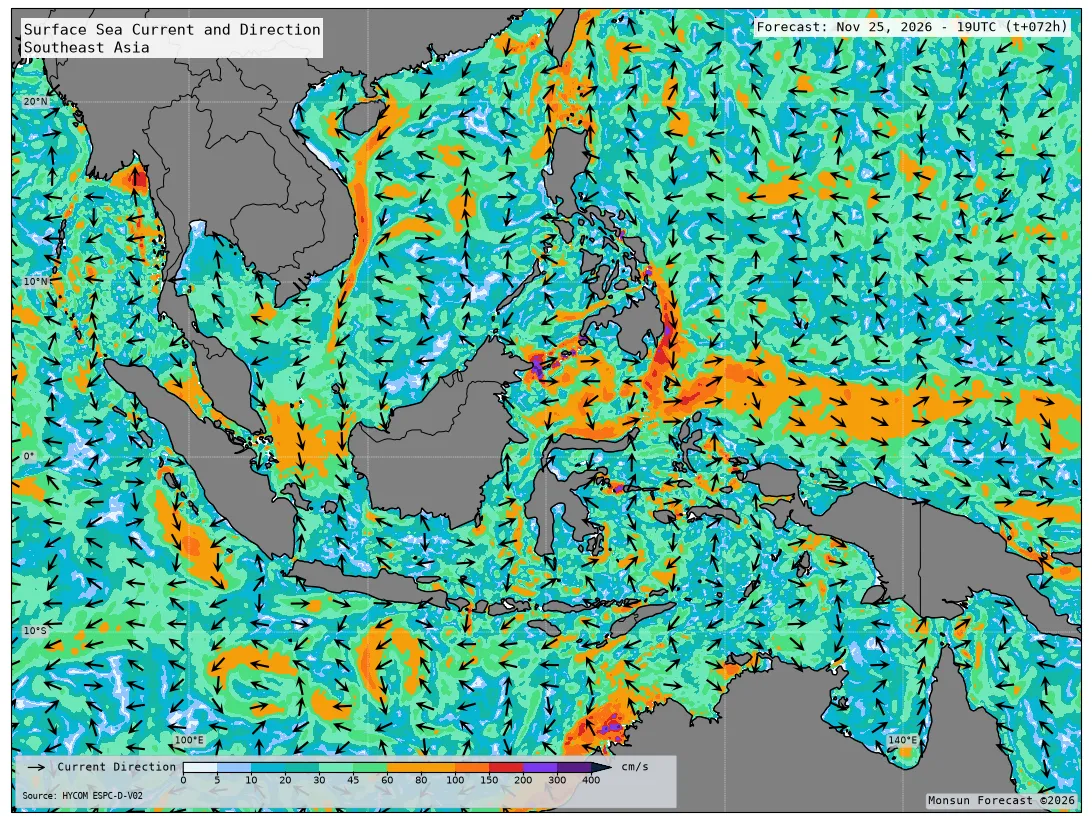 Surface Sea Current and Direction
Southeast Asia
Forecast: Nov 25, 2026 - 19UTC (t+072h)
20°N
10°N
0°
10°S
100°E
140°E
Current Direction
cm/s
0 5 10 20 30 45 60 80 100 150 200 300 400
Source: HYCOM ESPC-D-V02
Monsun Forecast ©2026